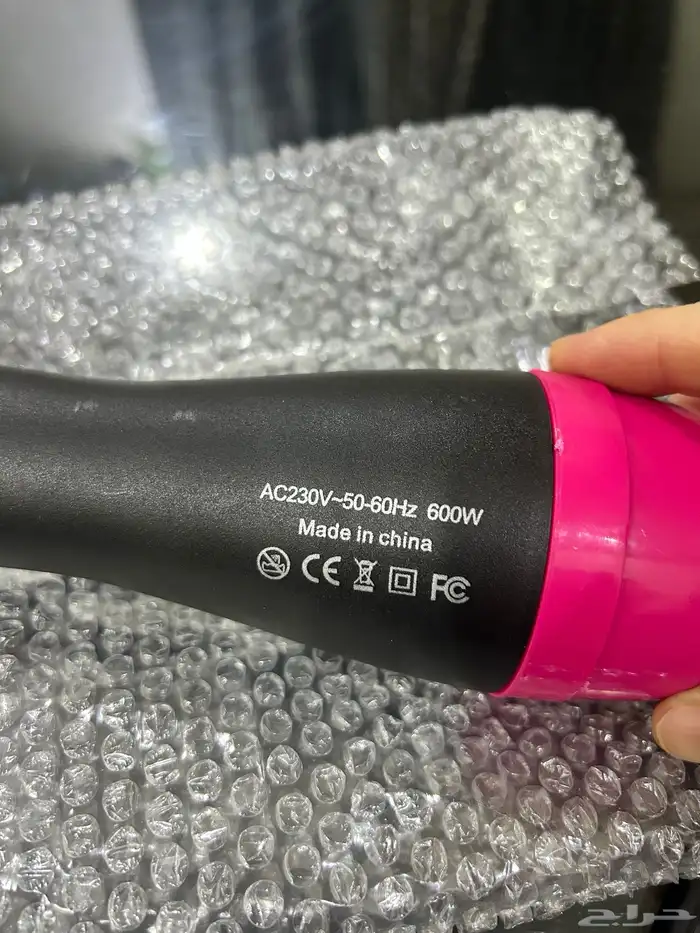 AC230V~50-60Hz 600W
Made in china
CE FC
حراج